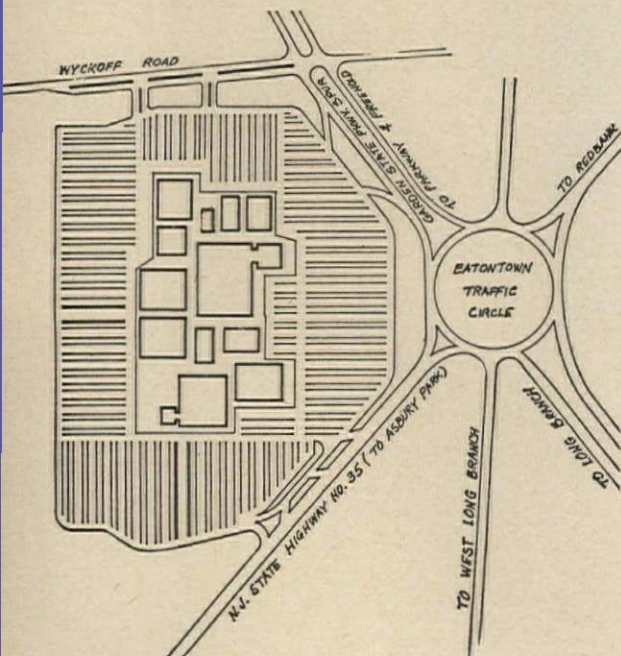 WYCKOFF ROAD
GARDEN STATE PKWY. SPUR
TO PARKWAY & FREEHOLD
TO REDBANK
EATONTOWN
TRAFFIC
CIRCLE
N.J. STATE HIGHWAY NO. 35 (TO ASBURY PARK)
TO WEST LONG BRANCH
TO LONG BRANCH